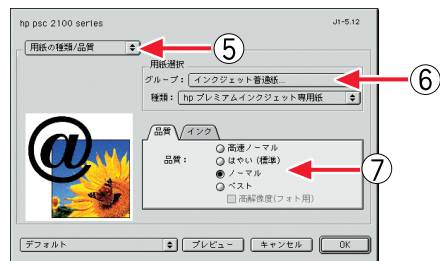 hp psc 2100 series
J1-5.12
用紙の種類/品質
⑤
用紙選択
グループ: インクジェット普通紙...
⑥
種類: hp プレミアムインクジェット専用紙
品質 インク
品質:
高速ノーマル
はやい (標準)
⑦
ノーマル
ベスト
高解像度(フォト用)
デフォルト プレビュー キャンセル OK